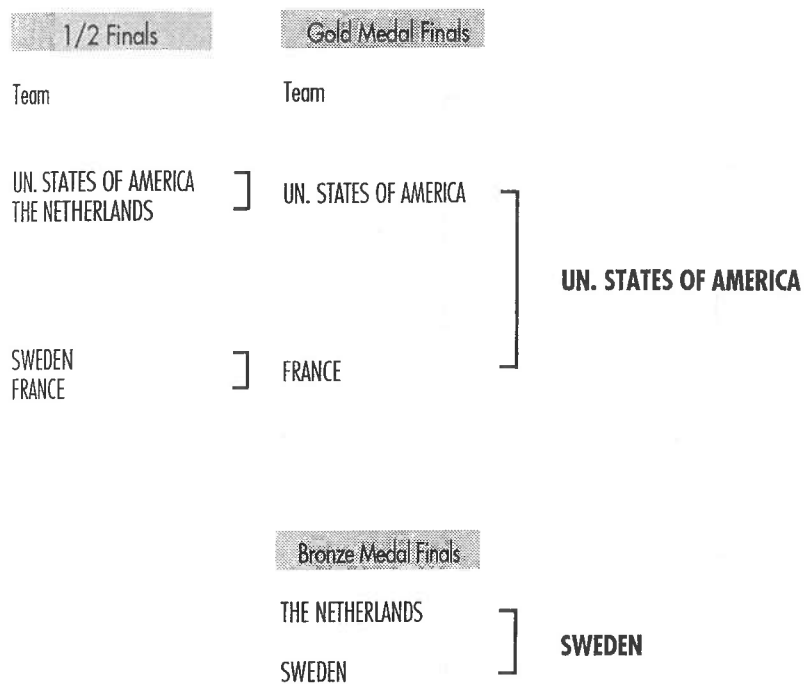 1/2 Finals
Gold Medal Finals
Team
Team
UN. STATES OF AMERICA
THE NETHERLANDS
UN. STATES OF AMERICA
UN. STATES OF AMERICA
SWEDEN
FRANCE
FRANCE
Bronze Medal Finals
THE NETHERLANDS
SWEDEN
SWEDEN